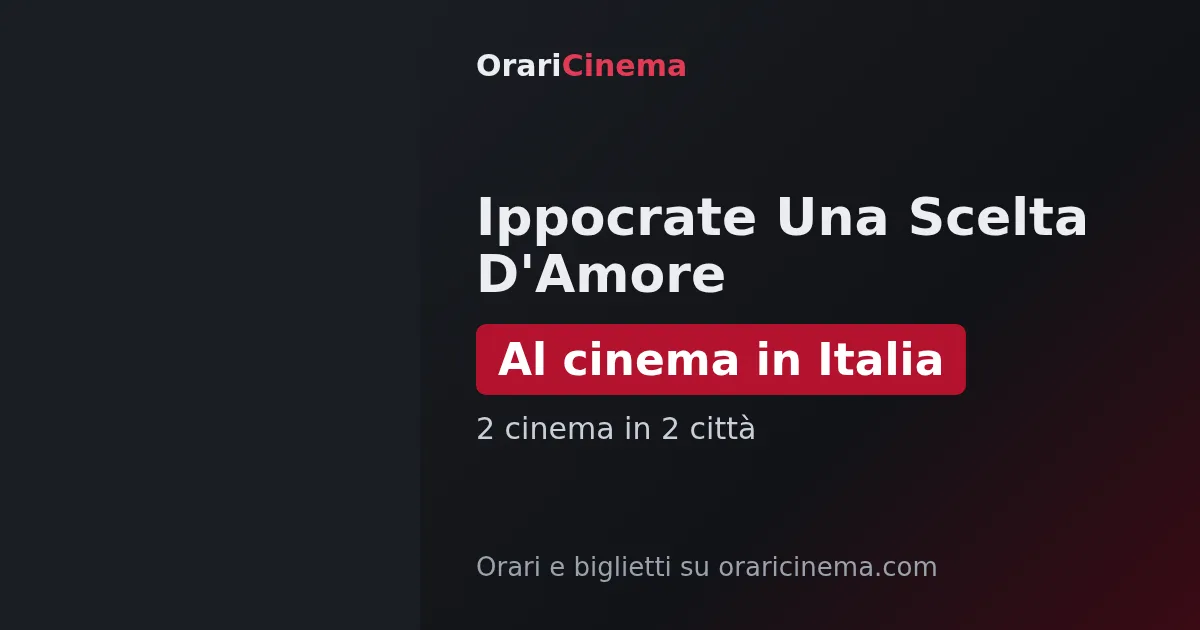 OrariCinema
Ippocrate Una Scelta
D'Amore
Al cinema in Italia
2 cinema in 2 città
Orari e biglietti su oraricinema.com